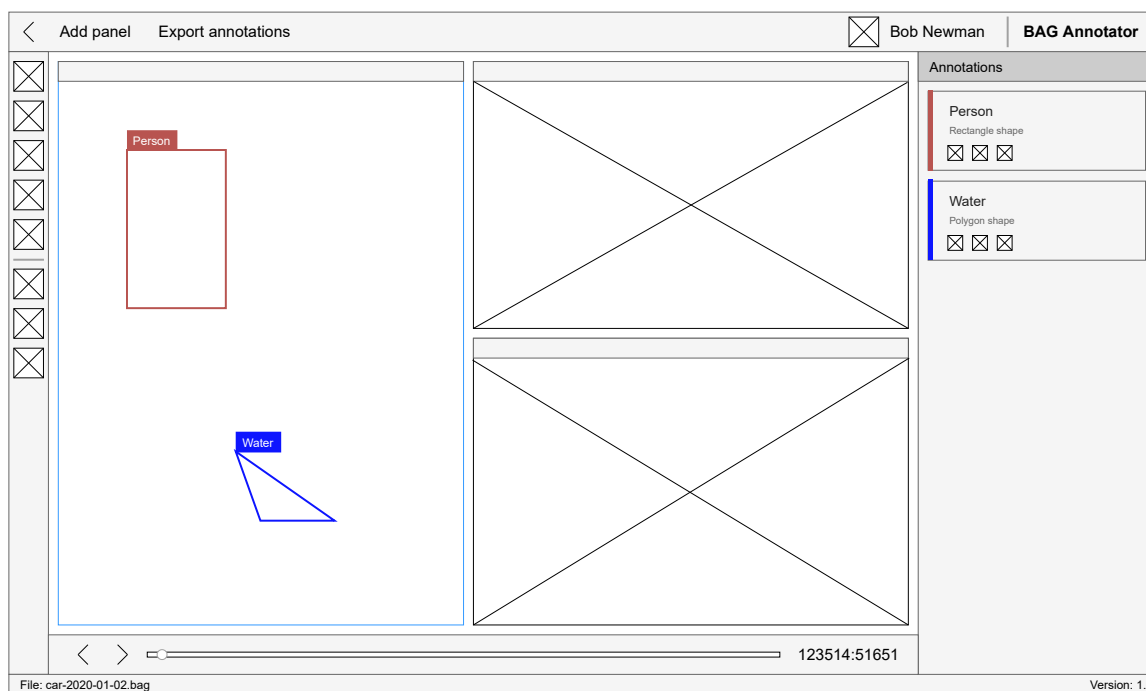 Add panel Export annotations Bob Newman BAG Annotator
Annotations
Person
Rectangle shape
Water
Polygon shape
Person
Water
123514:51651
File: car-2020-01-02.bag Version: 1.